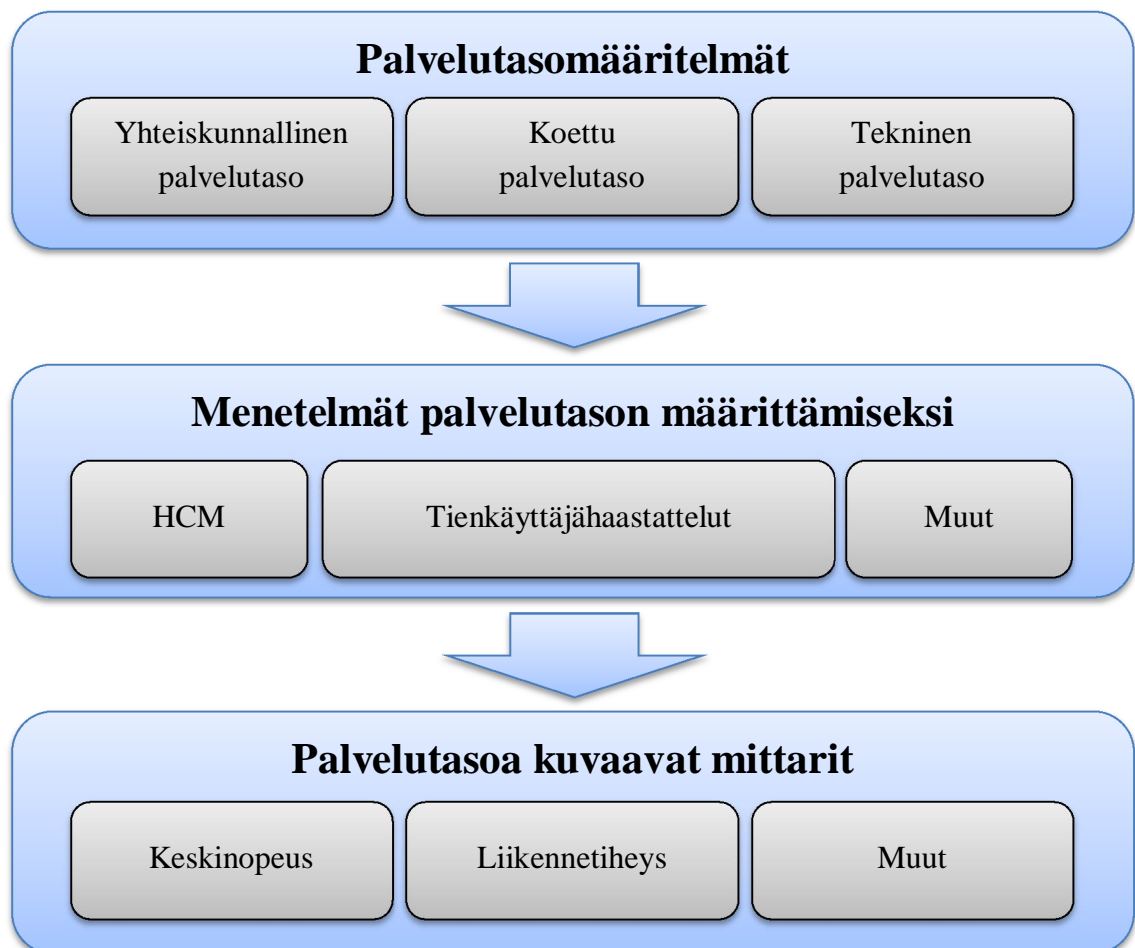 Palvelutasomääritelmät
Yhteiskunnallinen
palvelutaso
Koettu
palvelutaso
Tekninen
palvelutaso
Menetelmät palvelutason määrittämiseksi
HCM
Tienkäyttäjähaastattelut
Muut
Palvelutasoa kuvaavat mittarit
Keskinopeus
Liikennetiheys
Muut